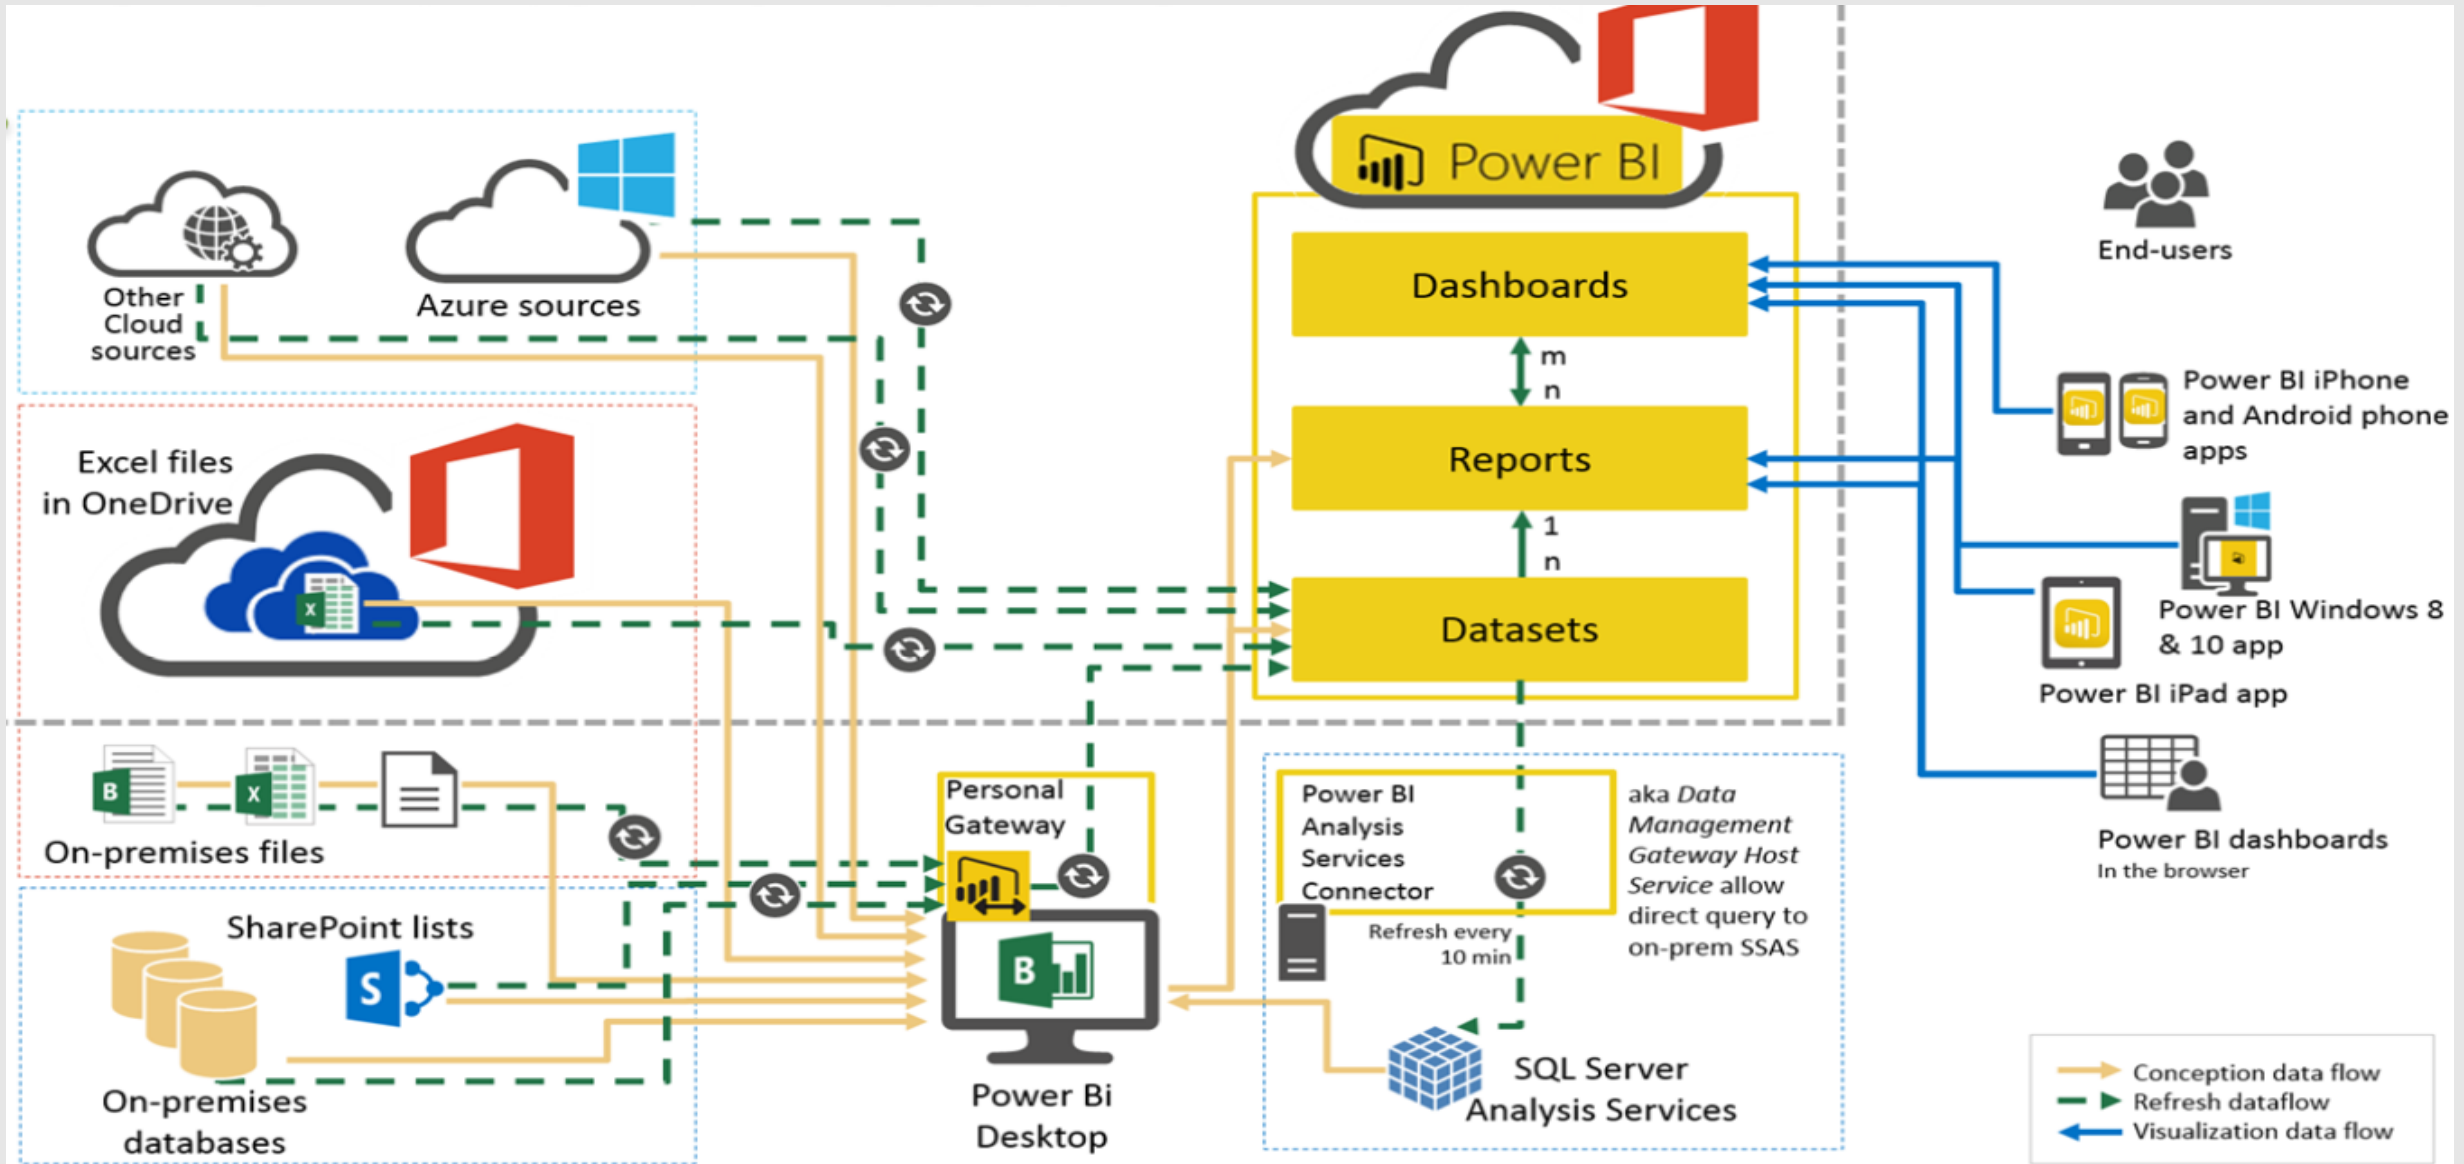 Power BI
Other
Cloud
sources
Azure sources
Excel files
in OneDrive
X
Dashboards
m
n
Reports
1
n
Datasets
End-users
Power BI iPhone
and Android phone
apps
Power BI Windows 8
& 10 app
Power BI iPad app
Power BI dashboards
In the browser
B
X
On-premises files
SharePoint lists
S
On-premises
databases
Personal
Gateway
B
Power Bi
Desktop
Power BI
Analysis
Services
Connector
aka Data
Management
Gateway Host
Service allow
direct query to
on-prem SSAS
Refresh every
10 min
SQL Server
Analysis Services
Conception data flow
Refresh dataflow
Visualization data flow